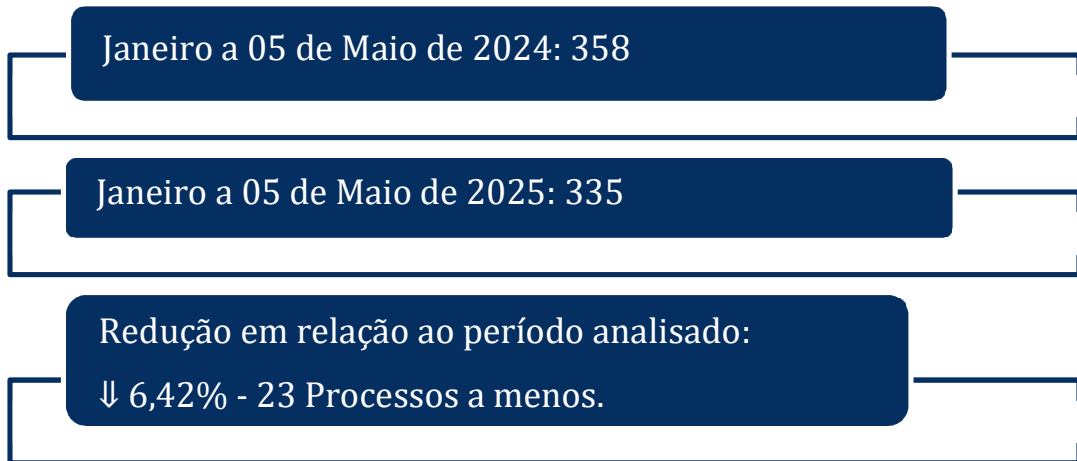 Janeiro a 05 de Maio de 2024: 358
Janeiro a 05 de Maio de 2025: 335
Redução em relação ao período analisado:
⇓ 6,42% - 23 Processos a menos.